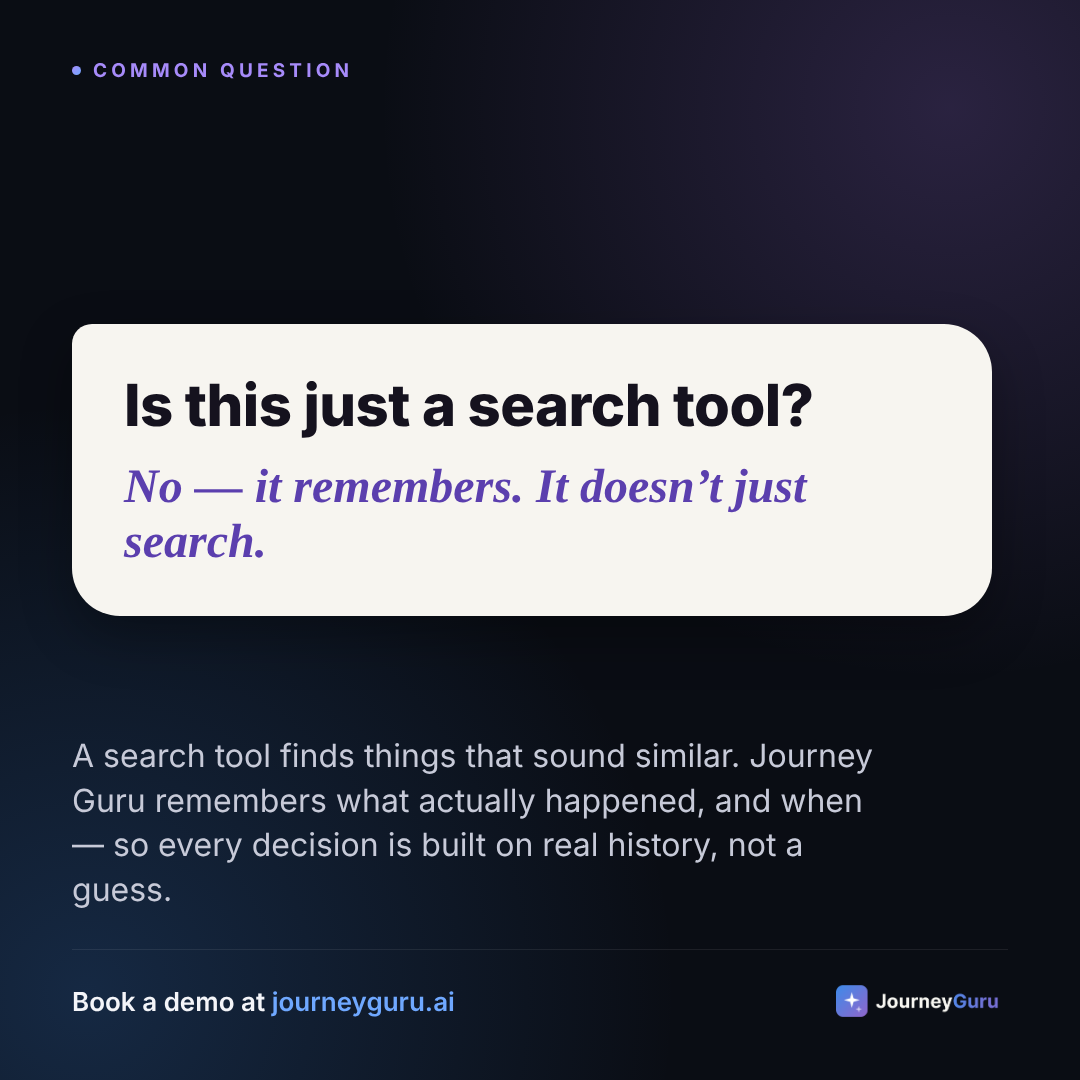 COMMON QUESTION
Is this just a search tool?
No — it remembers. It doesn’t just
search.
A search tool finds things that sound similar. Journey
Guru remembers what actually happened, and when
— so every decision is built on real history, not a
guess.
Book a demo at journeyguru.ai
JourneyGuru